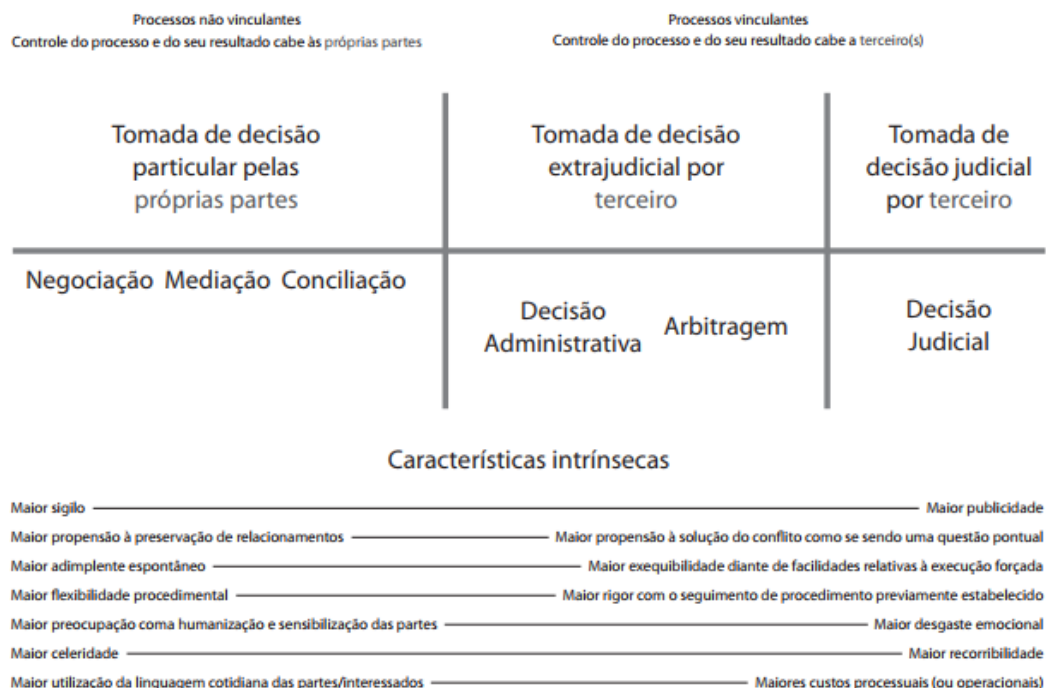 Processos não vinculantes
Controle do processo e do seu resultado cabe às próprias partes
Processos vinculantes
Controle do processo e do seu resultado cabe a terceiro(s)
Tomada de decisão
particular pelas
próprias partes
Tomada de decisão
extrajudicial por
terceiro
Tomada de
decisão judicial
por terceiro
Negociação Mediação Conciliação
Decisão
Administrativa
Arbitragem
Decisão
Judicial
Características intrínsecas
Maior sigilo Maior publicidade
Maior propensão à preservação de relacionamentos Maior propensão à solução do conflito como se sendo uma questão pontual
Maior adimplente espontâneo Maior exequibilidade diante de facilidades relativas à execução forçada
Maior flexibilidade procedimental Maior rigor com o seguimento de procedimento previamente estabelecido
Maior preocupação coma humanização e sensibilização das partes Maior desgaste emocional
Maior celeridade Maior recorribilidade
Maior utilização da linguagem cotidiana das partes/interessados Maiores custos processuais (ou operacionais)